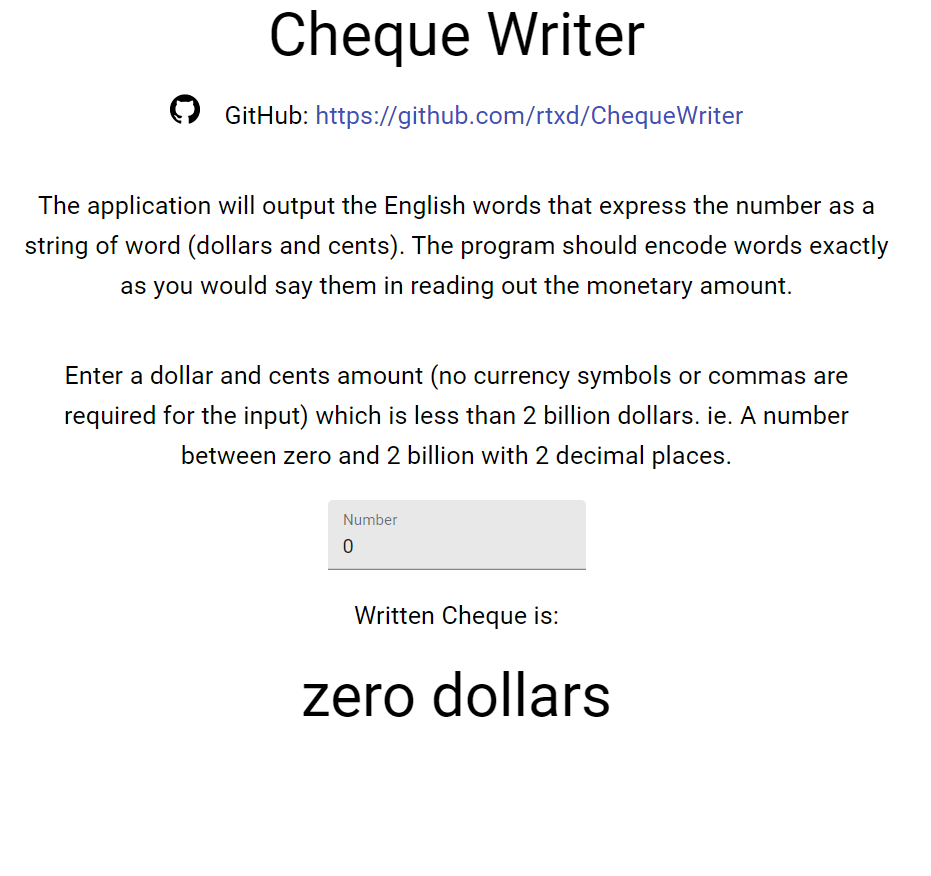 Cheque Writer
GitHub: https://github.com/rtxd/ChequeWriter
The application will output the English words that express the number as a
string of word (dollars and cents). The program should encode words exactly
as you would say them in reading out the monetary amount.
Enter a dollar and cents amount (no currency symbols or commas are
required for the input) which is less than 2 billion dollars. ie. A number
between zero and 2 billion with 2 decimal places.
Number
0
Written Cheque is:
zero dollars